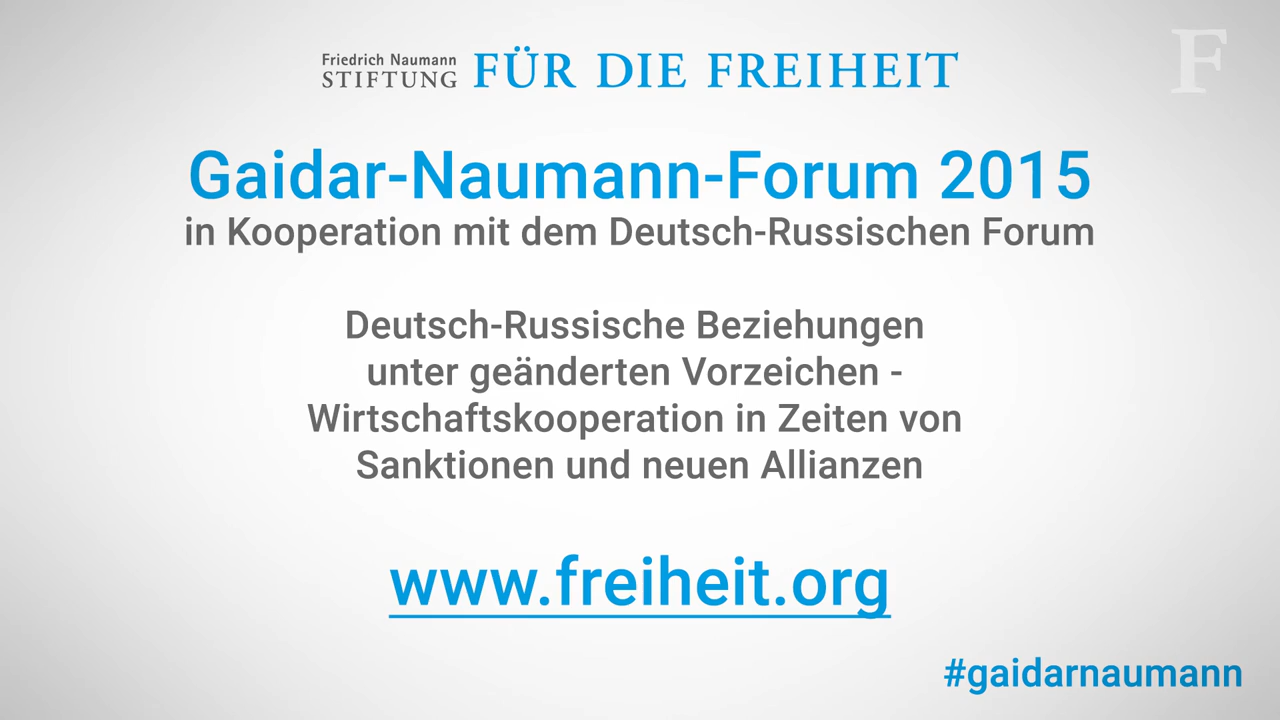 Friedrich Naumann
STIFTUNG FÜR DIE FREIHEIT
F
Gaidar-Naumann-Forum 2015
in Kooperation mit dem Deutsch-Russischen Forum
Deutsch-Russische Beziehungen
unter geänderten Vorzeichen -
Wirtschaftskooperation in Zeiten von
Sanktionen und neuen Allianzen
www.freiheit.org
#gaidarnaumann